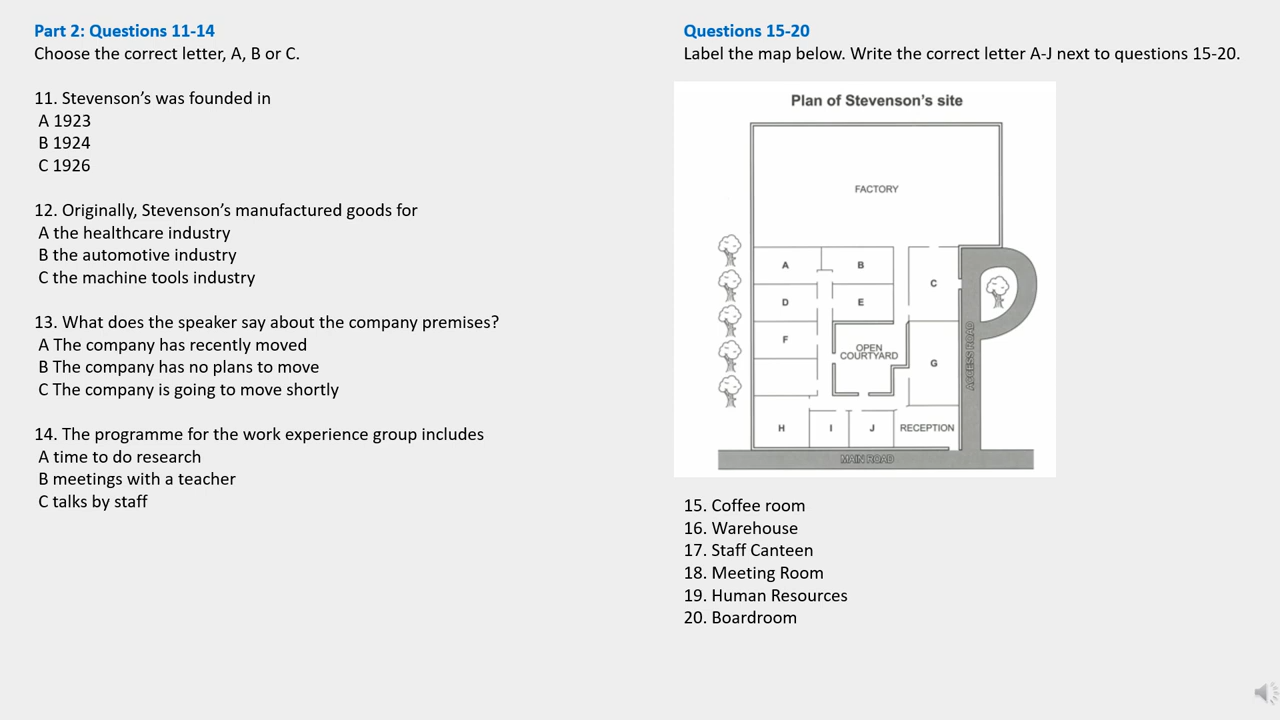 Part 2: Questions 11-14
Choose the correct letter, A, B or C.
11. Stevenson’s was founded in
A 1923
B 1924
C 1926
12. Originally, Stevenson’s manufactured goods for
A the healthcare industry
B the automotive industry
C the machine tools industry
13. What does the speaker say about the company premises?
A The company has recently moved
B The company has no plans to move
C The company is going to move shortly
14. The programme for the work experience group includes
A time to do research
B meetings with a teacher
C talks by staff
Questions 15-20
Label the map below. Write the correct letter A-J next to questions 15-20.
Plan of Stevenson’s site
FACTORY
A
B
C
D
E
F
OPEN
COURTYARD
G
ACCESS ROAD
H
I
J
RECEPTION
MAIN ROAD
15. Coffee room
16. Warehouse
17. Staff Canteen
18. Meeting Room
19. Human Resources
20. Boardroom